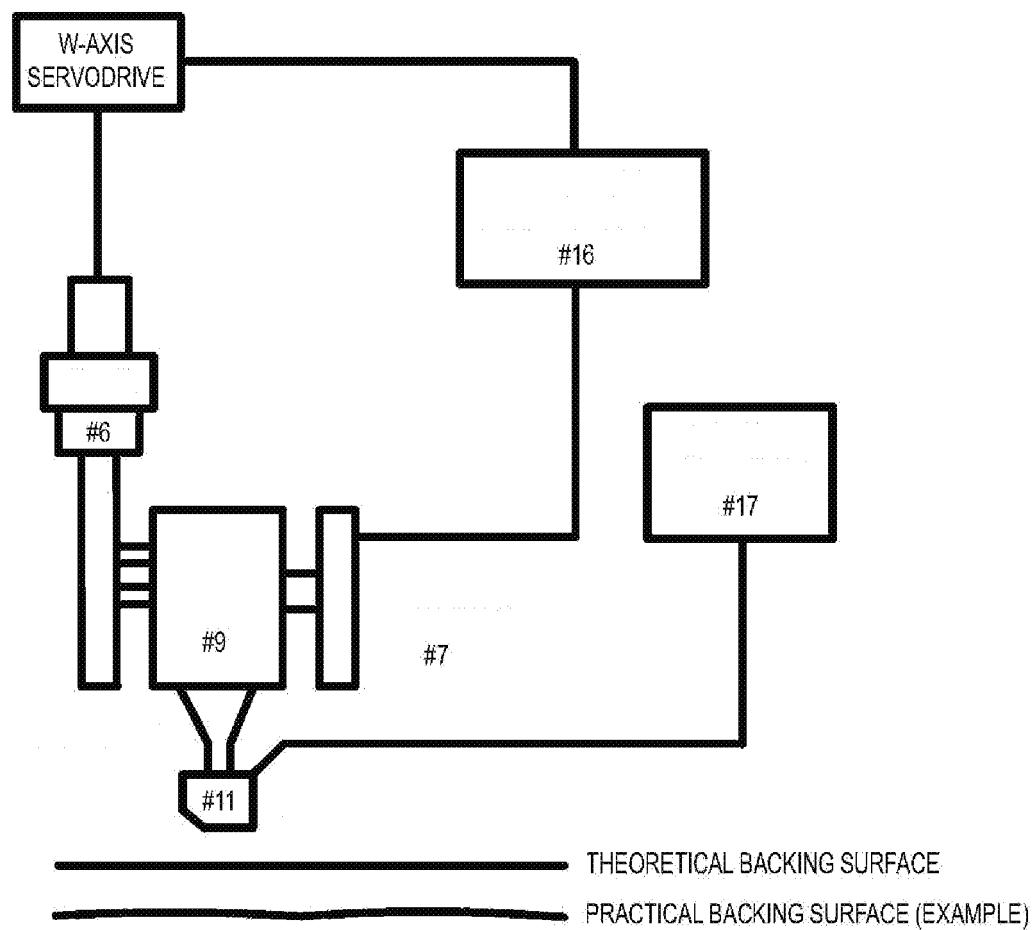 W-AXIS
SERVODRIVE
#16
#6
#17
#9
#7
#11
THEORETICAL BACKING SURFACE
PRACTICAL BACKING SURFACE (EXAMPLE)